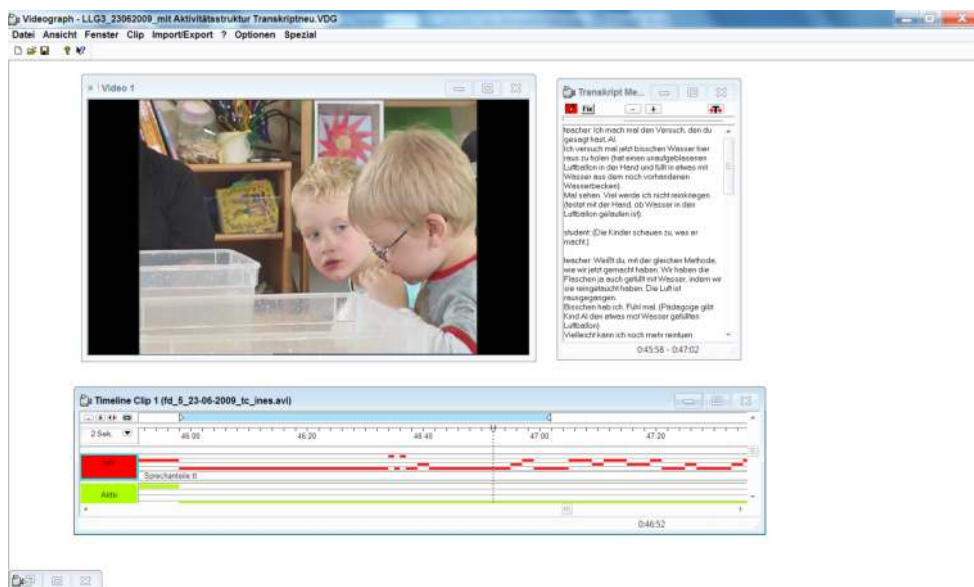 Videograph - LLG3_23062009_mit Aktivitätsstruktur Transkriptneu.VDG
Datei Ansicht Fenster Clip Import/Export ? Optionen Spezial
Video 1
Transkript Me...
Fix
teacher: Ich mach mal den Versuch, den du
gesagt hast, Al.
Ich versuch mal jetzt bisschen Wasser hier
raus zu holen (hat einen unaufgeblasenen
Luftballon in der Hand und füllt in etwas mit
Wasser aus dem noch vorhandenen
Wasserbecken).
Mal sehen. Viel werde ich nicht reinkriegen
(testet mit der Hand, ob Wasser in den
Luftballon gelaufen ist).
student: (Die Kinder schauen zu, was er
macht.)
teacher: Weißt du, mit der gleichen Methode,
wie wir jetzt gemacht haben. Wir haben die
Flaschen ja auch gefüllt mit Wasser, indem wir
sie reingetaucht haben. Die Luft ist
rausgegangen.
Bisschen hab ich. Fühl mal. (Pädagoge gibt
Kind Al den etwas mot Wasser gefüllten
Luftballon)
Vielleicht kann ich noch mehr reintuen
0:45:58 - 0:47:02
Timeline Clip 1 (fd_5_23-06-2009_tc_ines.avi)
2 Sek.
46:00 46:20 46:40 47:00 47:20
Sprechanteile tt
Aktiv
0:46:52